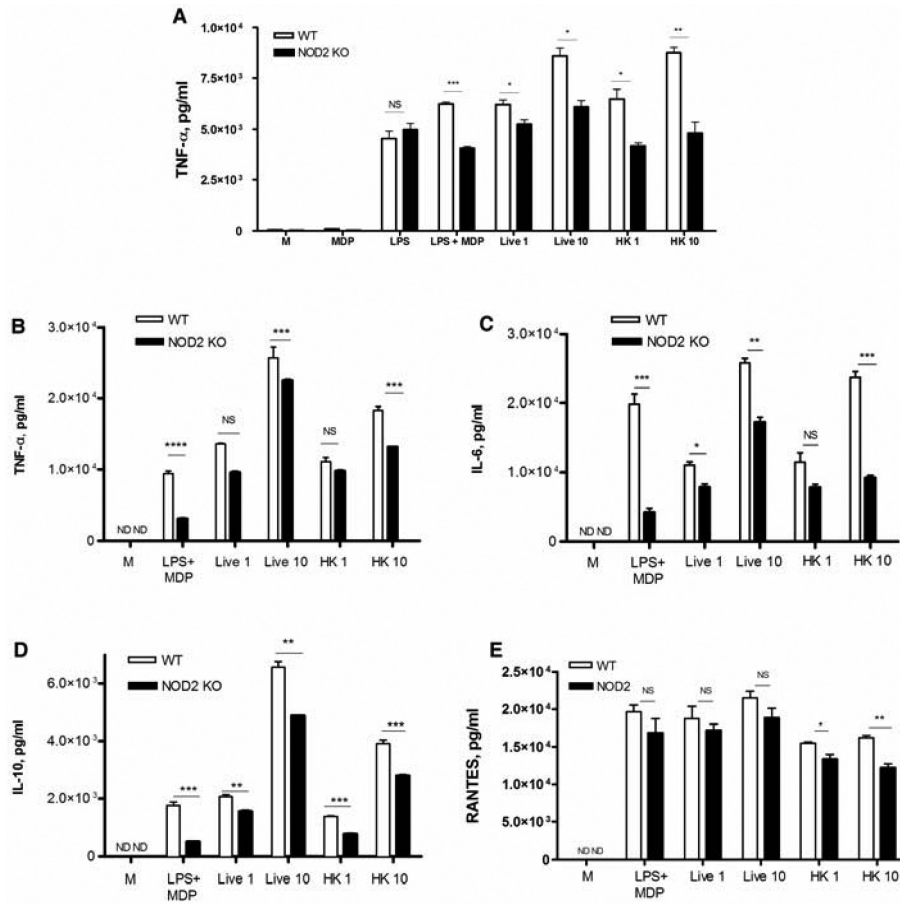 A
WT
NOD2 KO
TNF-α, pg/ml
1.0×10⁴
7.5×10³
5.0×10³
2.5×10³
0
NS
***
*
*
*
**
M
MDP
LPS
LPS + MDP
Live 1
Live 10
HK 1
HK 10
B
WT
NOD2 KO
TNF-α, pg/ml
3.0×10⁴
2.0×10⁴
1.0×10⁴
0
ND ND
****
NS
***
NS
***
M
LPS+
MDP
Live 1
Live 10
HK 1
HK 10
C
WT
NOD2 KO
IL-6, pg/ml
3.0×10⁴
2.0×10⁴
1.0×10⁴
0
ND ND
***
*
**
NS
***
M
LPS+
MDP
Live 1
Live 10
HK 1
HK 10
D
WT
NOD2 KO
IL-10, pg/ml
6.0×10³
4.0×10³
2.0×10³
0
ND ND
***
**
**
***
***
M
LPS+
MDP
Live 1
Live 10
HK 1
HK 10
E
WT
NOD2
RANTES, pg/ml
2.5×10⁴
2.0×10⁴
1.5×10⁴
1.0×10⁴
5.0×10³
0
ND ND
NS
NS
NS
*
**
M
LPS+
MDP
Live 1
Live 10
HK 1
HK 10